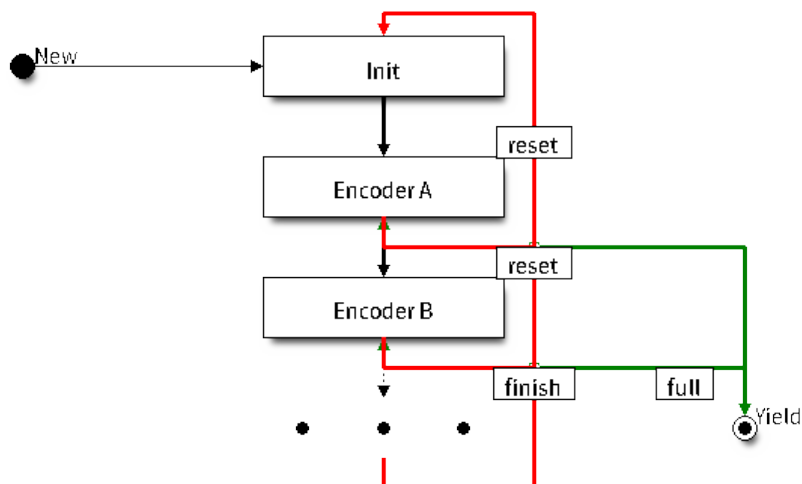 New
Init
reset
Encoder A
reset
Encoder B
finish
full
Yield